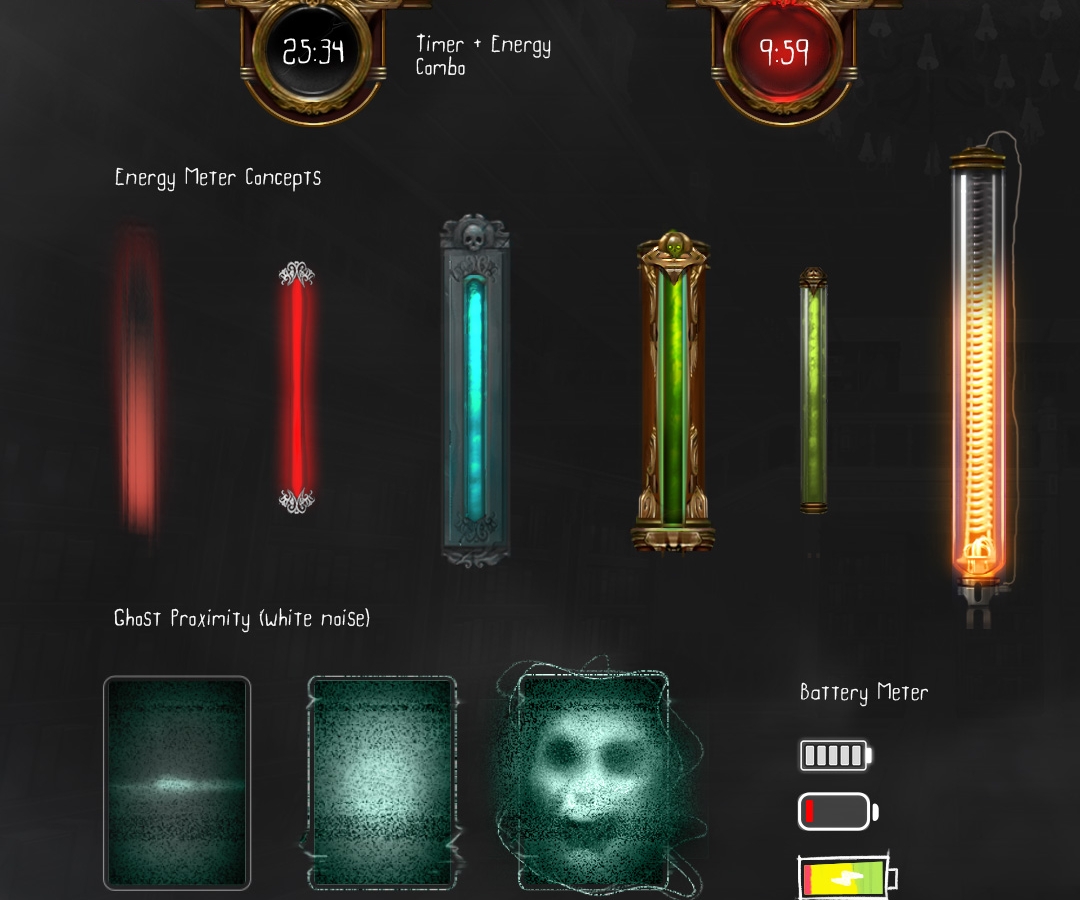 25:34
Timer + Energy
Combo
9:59
Energy Meter Concepts
Ghost Proximity (white noise)
Battery Meter